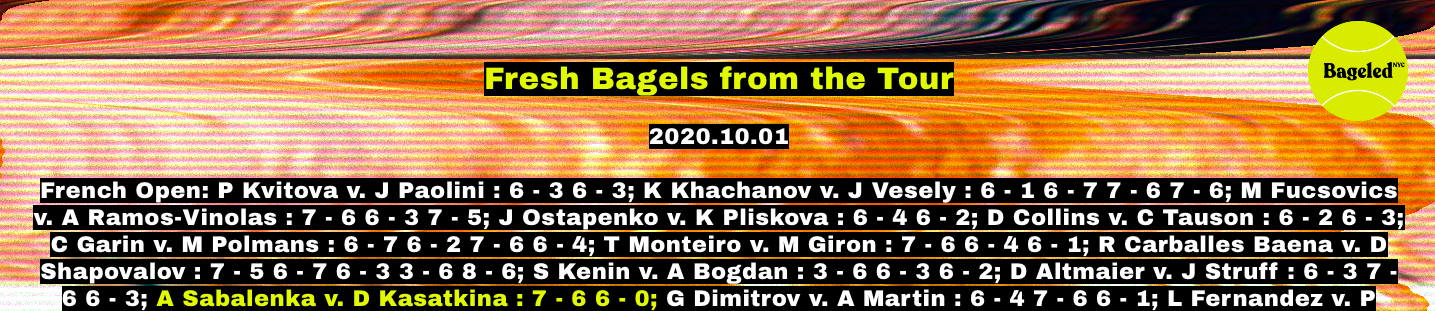 Fresh Bagels from the Tour
Bageled NYC
2020.10.01
French Open: P Kvitova v. J Paolini : 6 - 3 6 - 3; K Khachanov v. J Vesely : 6 - 1 6 - 7 7 - 6 7 - 6; M Fucsovics
v. A Ramos-Vinolas : 7 - 6 6 - 3 7 - 5; J Ostapenko v. K Pliskova : 6 - 4 6 - 2; D Collins v. C Tauson : 6 - 2 6 - 3;
C Garin v. M Polmans : 6 - 7 6 - 2 7 - 6 6 - 4; T Monteiro v. M Giron : 7 - 6 6 - 4 6 - 1; R Carballes Baena v. D
Shapovalov : 7 - 5 6 - 7 6 - 3 3 - 6 8 - 6; S Kenin v. A Bogdan : 3 - 6 6 - 3 6 - 2; D Altmaier v. J Struff : 6 - 3 7 -
6 6 - 3; A Sabalenka v. D Kasatkina : 7 - 6 6 - 0; G Dimitrov v. A Martin : 6 - 4 7 - 6 6 - 1; L Fernandez v. P